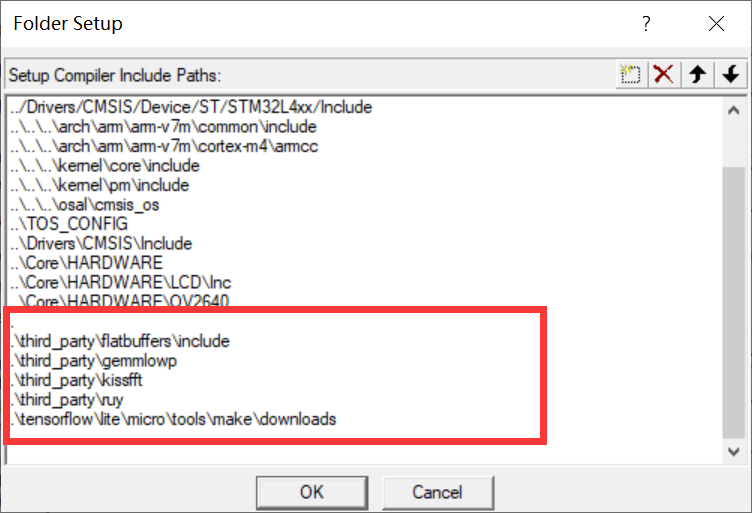 Folder Setup
?
Setup Compiler Include Paths:
../Drivers/CMSIS/Device/ST/STM32L4xx/Include
..\..\..\arch\arm\arm-v7m\common\include
..\..\..\arch\arm\arm-v7m\cortex-m4\armcc
..\..\..\kernel\core\include
..\..\..\kernel\pm\include
..\..\..\osal\cmsis_os
..\TOS_CONFIG
..\Drivers\CMSIS\Include
..\Core\HARDWARE
..\Core\HARDWARE\LCD\Inc
..\Core\HARDWARE\OV2640
.
.\third_party\flatbuffers\include
.\third_party\gemmlowp
.\third_party\kissfft
.\third_party\ruy
.\tensorflow\lite\micro\tools\make\downloads
OK Cancel